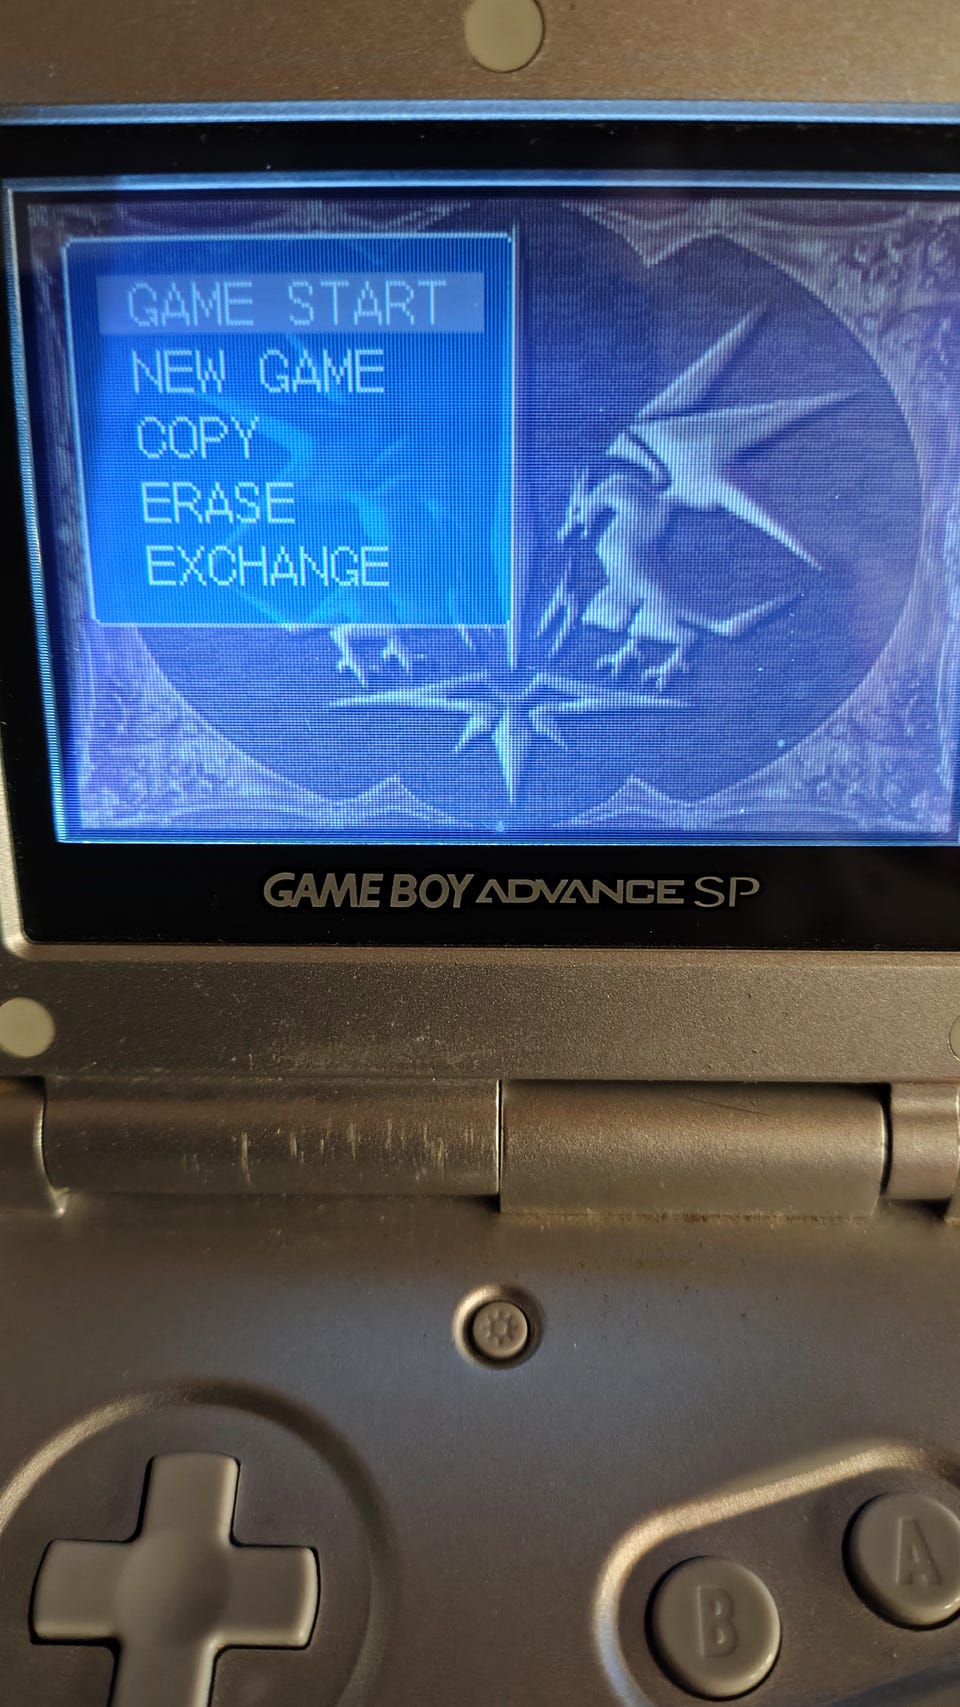 GAME START
NEW GAME
COPY
ERASE
EXCHANGE
GAME BOY ADVANCE SP
A
B